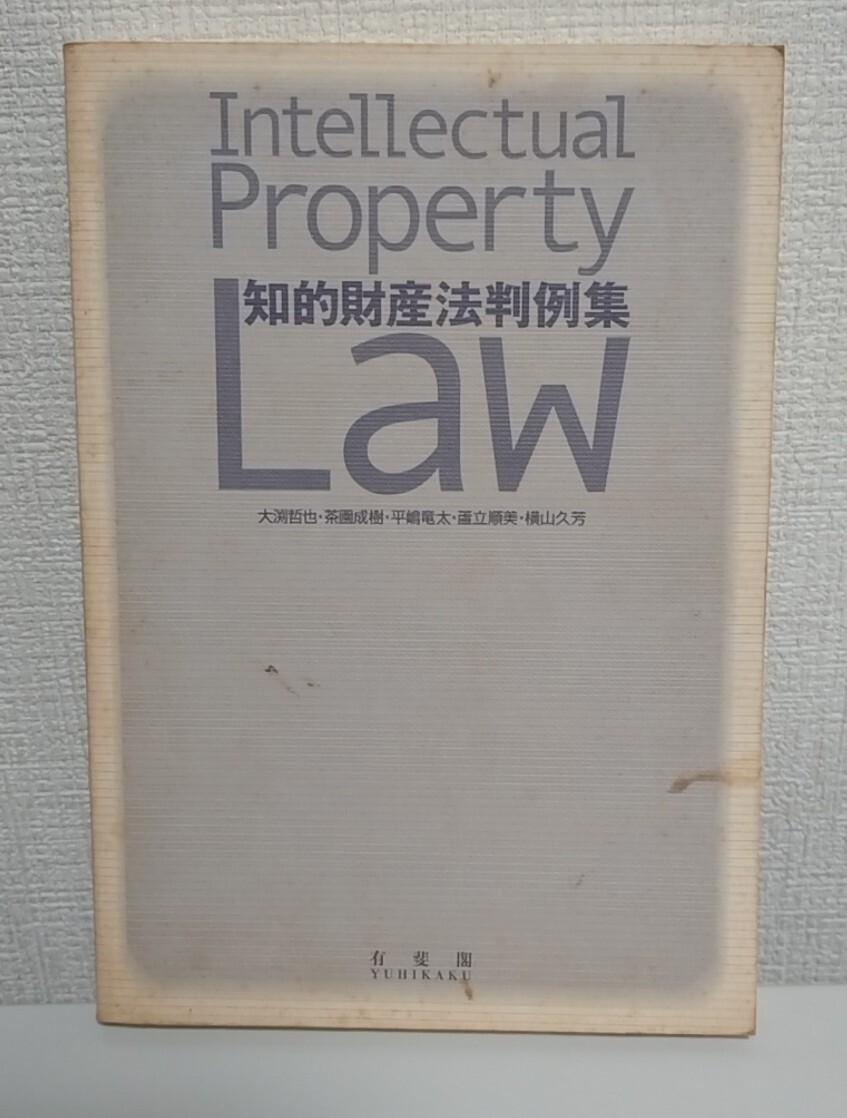 Intellectual
Property
知的財産法判例集
Law
大渕哲也・茶園成樹・平嶋竜太・蘆立順美・横山久芳
有斐閣
YUHIKAKU